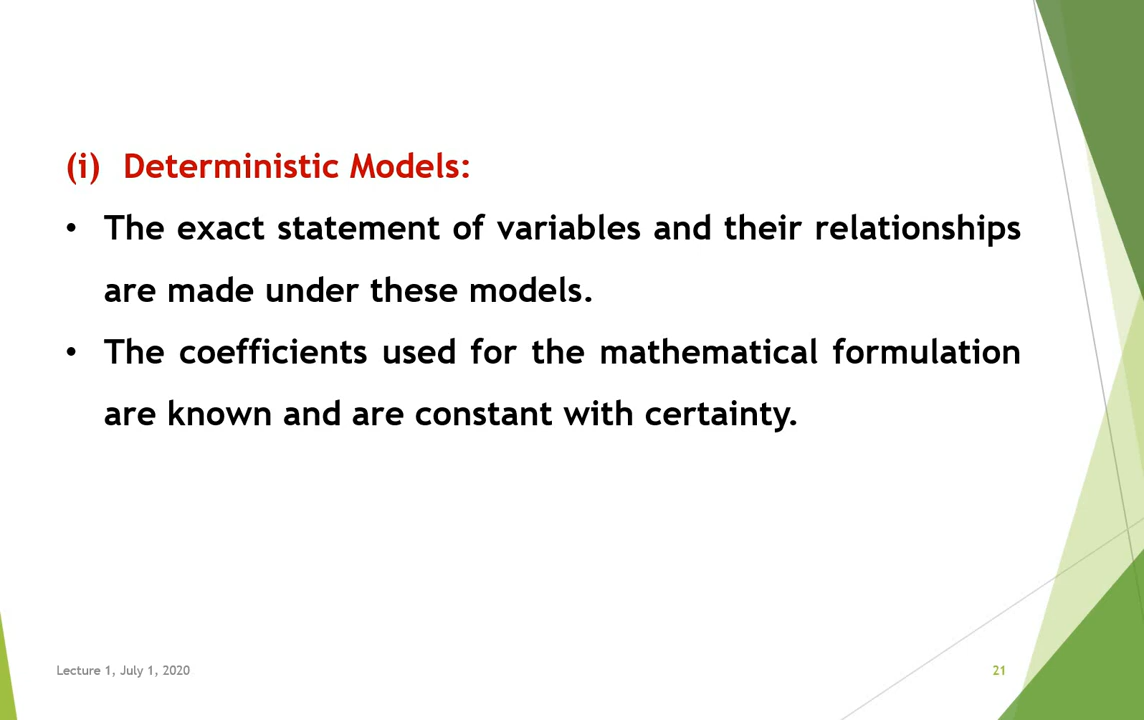 (i) Deterministic Models:
• The exact statement of variables and their relationships
are made under these models.
• The coefficients used for the mathematical formulation
are known and are constant with certainty.
Lecture 1, July 1, 2020
21